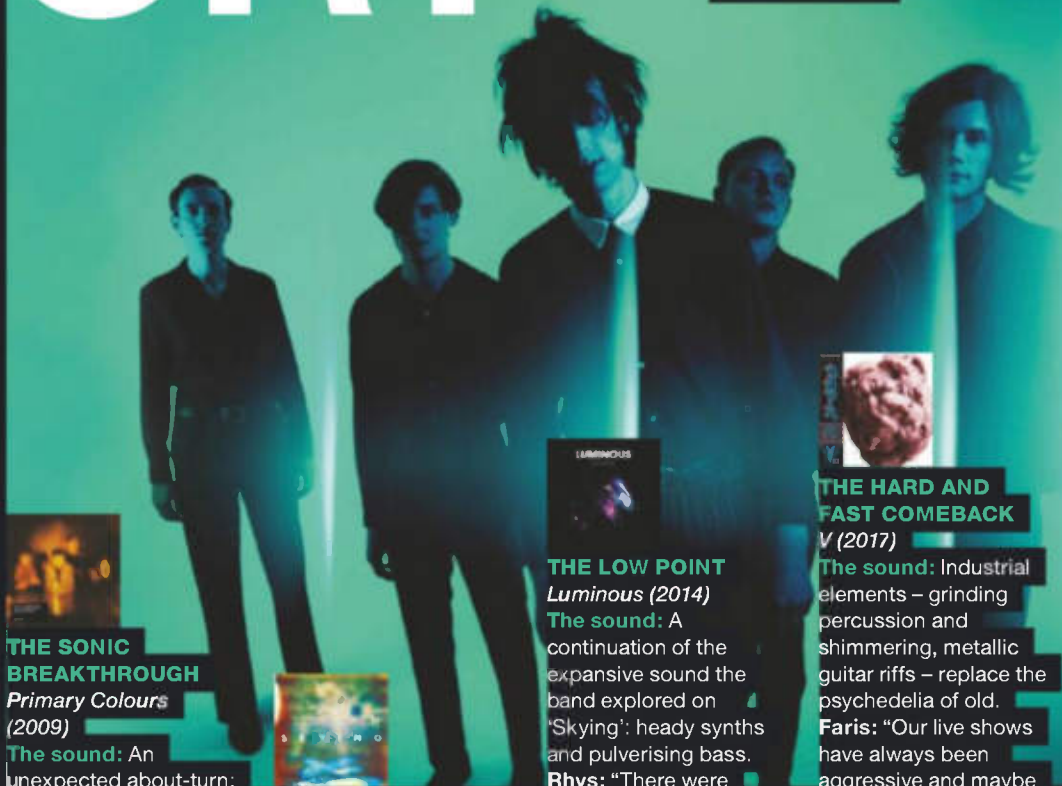 THE SONIC
BREAKTHROUGH
Primary Colours
(2009)
The sound: An
unexpected about-turn:
SKYING
LUMINOUS
THE LOW POINT
Luminous (2014)
The sound: A
continuation of the
expansive sound the
band explored on
‘Skying’: heady synths
and pulverising bass.
Rhys: “There were
THE HARD AND
FAST COMEBACK
V (2017)
The sound: Industrial
elements – grinding
percussion and
shimmering, metallic
guitar riffs – replace the
psychedelia of old.
Faris: “Our live shows
have always been
aggressive and maybe